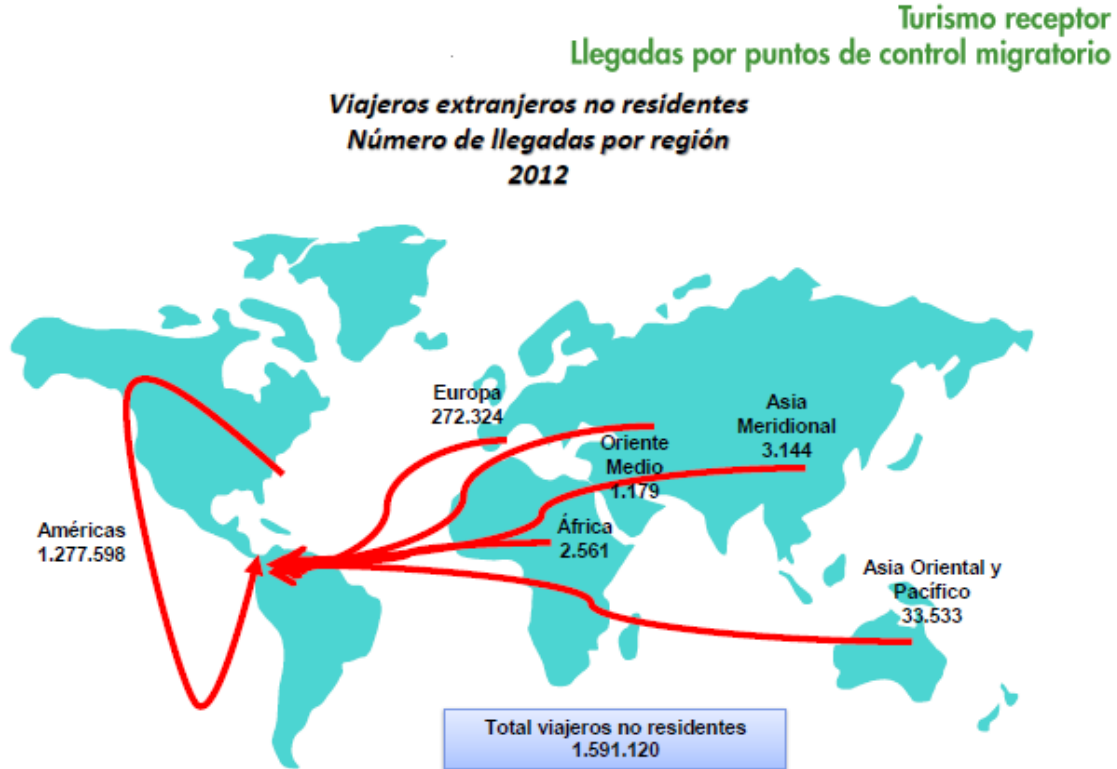 Turismo receptor
Llegadas por puntos de control migratorio
Viajeros extranjeros no residentes
Número de llegadas por región
2012
Europa
272.324
Asia
Meridional
3.144
Oriente
Medio
1.179
Américas
1.277.598
África
2.561
Asia Oriental y
Pacífico
33.533
Total viajeros no residentes
1.591.120